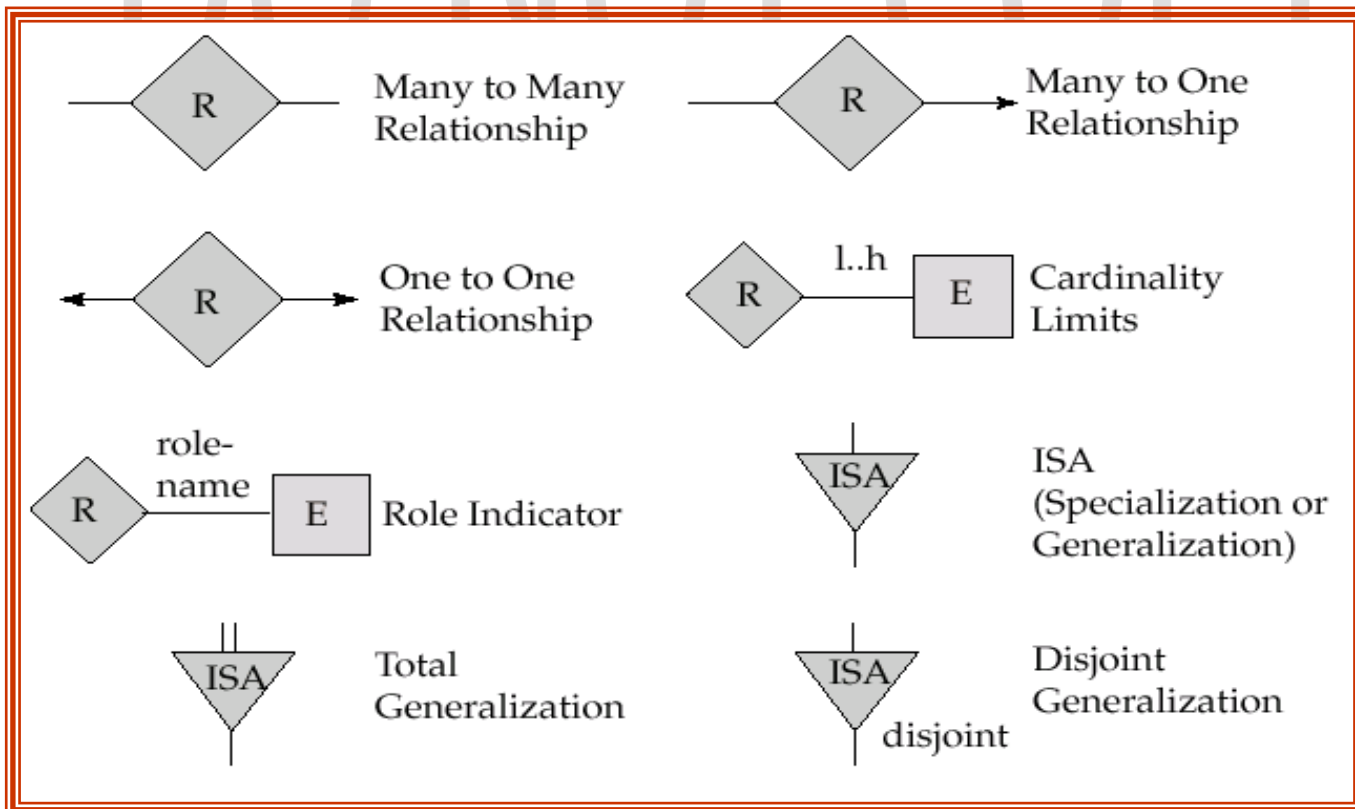 R
Many to Many
Relationship
R
Many to One
Relationship
R
One to One
Relationship
R
l..h
E
Cardinality
Limits
R
role-
name
E
Role Indicator
ISA
ISA
(Specialization or
Generalization)
ISA
Total
Generalization
ISA
disjoint
Disjoint
Generalization